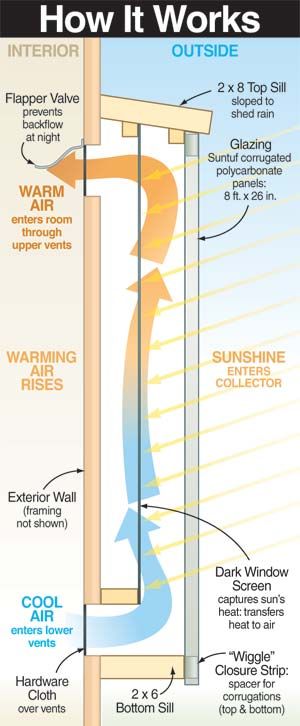 How It Works
INTERIOR
OUTSIDE
2 x 8 Top Sill
sloped to
shed rain
Flapper Valve
prevents
backflow
at night
Glazing
Suntuf corrugated
polycarbonate
panels:
8 ft. x 26 in.
WARM
AIR
enters room
through
upper vents
WARMING
AIR
RISES
SUNSHINE
ENTERS
COLLECTOR
Exterior Wall
(framing
not shown)
Dark Window
Screen
captures sun's
heat: transfers
heat to air
COOL
AIR
enters lower
vents
Hardware
Cloth
over vents
2 x 6
Bottom Sill
“Wiggle”
Closure Strip:
spacer for
corrugations
(top & bottom)